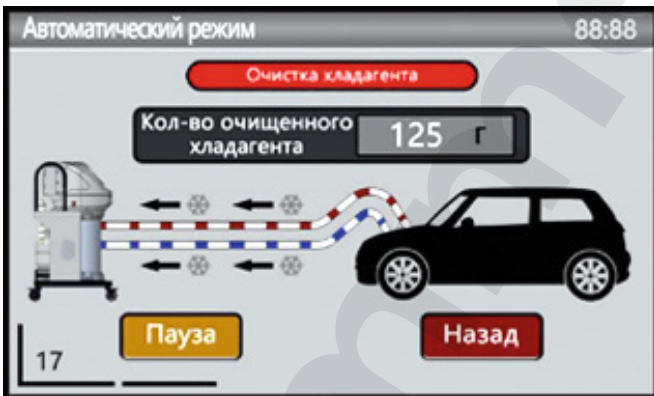 Автоматический режим 88:88
Очистка хладагента
Кол-во очищенного
хладагента
125 г
Пауза Назад
17